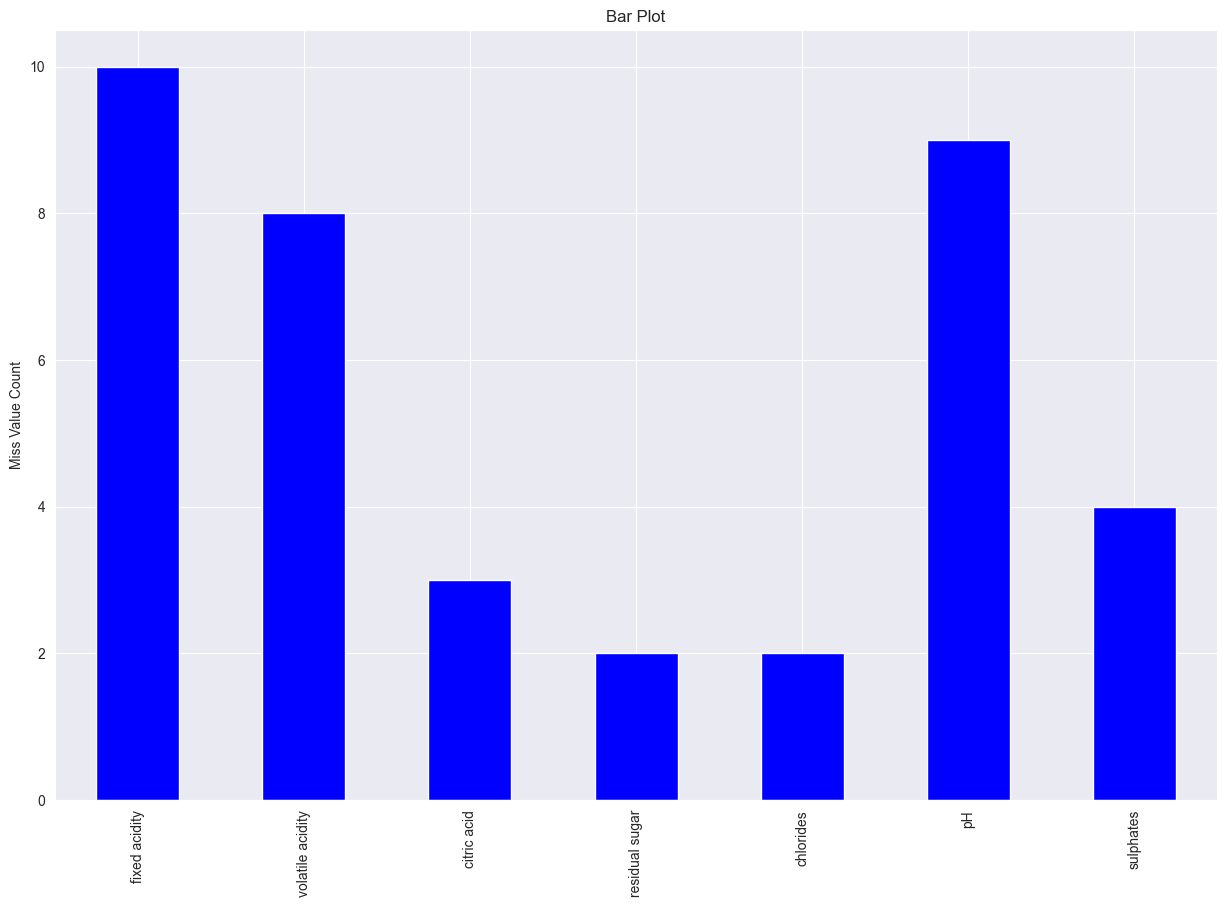 Bar Plot
10
8
6
4
2
0
Miss Value Count
fixed acidity
volatile acidity
citric acid
residual sugar
chlorides
pH
sulphates